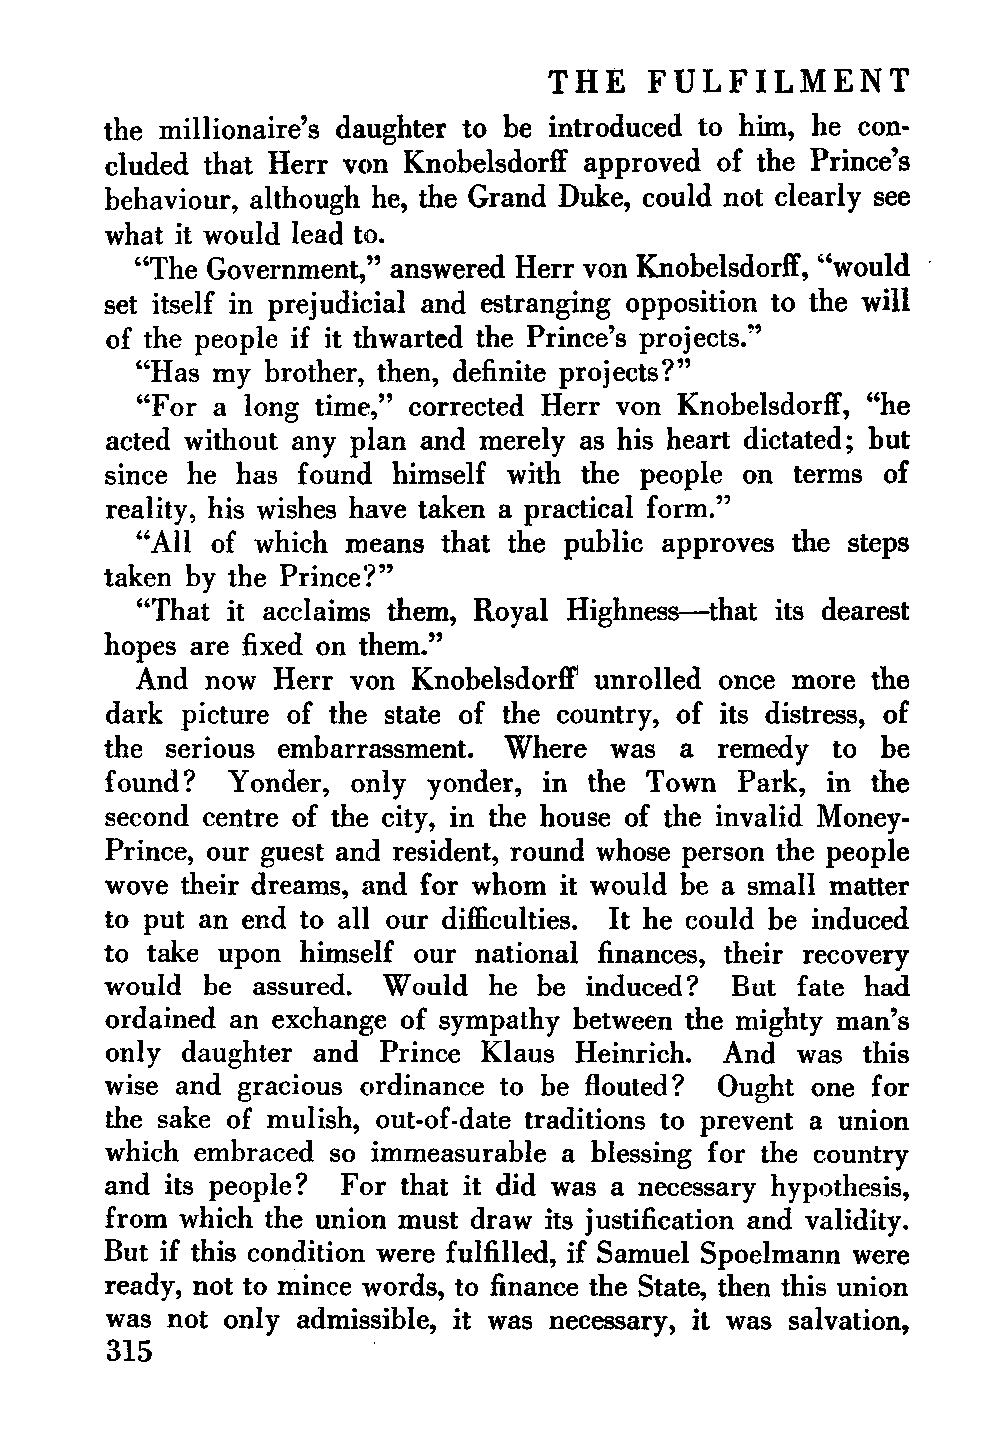 THE FULFILMENT
the millionaire's daughter to be introduced to him, he con-
cluded that Herr von Knobelsdorff approved of the Prince's
behaviour, although he, the Grand Duke, could not clearly see
what it would lead to.
“The Government,” answered Herr von Knobelsdorff, “would
set itself in prejudicial and estranging opposition to the will
of the people if it thwarted the Prince's projects.”
“Has my brother, then, definite projects?”
“For a long time,” corrected Herr von Knobelsdorff, “he
acted without any plan and merely as his heart dictated; but
since he has found himself with the people on terms of
reality, his wishes have taken a practical form.”
“All of which means that the public approves the steps
taken by the Prince?”
“That it acclaims them, Royal Highness—that its dearest
hopes are fixed on them.”
And now Herr von Knobelsdorff unrolled once more the
dark picture of the state of the country, of its distress, of
the serious embarrassment. Where was a remedy to be
found? Yonder, only yonder, in the Town Park, in the
second centre of the city, in the house of the invalid Money-
Prince, our guest and resident, round whose person the people
wove their dreams, and for whom it would be a small matter
to put an end to all our difficulties. It he could be induced
to take upon himself our national finances, their recovery
would be assured. Would he be induced? But fate had
ordained an exchange of sympathy between the mighty man's
only daughter and Prince Klaus Heinrich. And was this
wise and gracious ordinance to be flouted? Ought one for
the sake of mulish, out-of-date traditions to prevent a union
which embraced so immeasurable a blessing for the country
and its people? For that it did was a necessary hypothesis,
from which the union must draw its justification and validity.
But if this condition were fulfilled, if Samuel Spoelmann were
ready, not to mince words, to finance the State, then this union
was not only admissible, it was necessary, it was salvation,
315